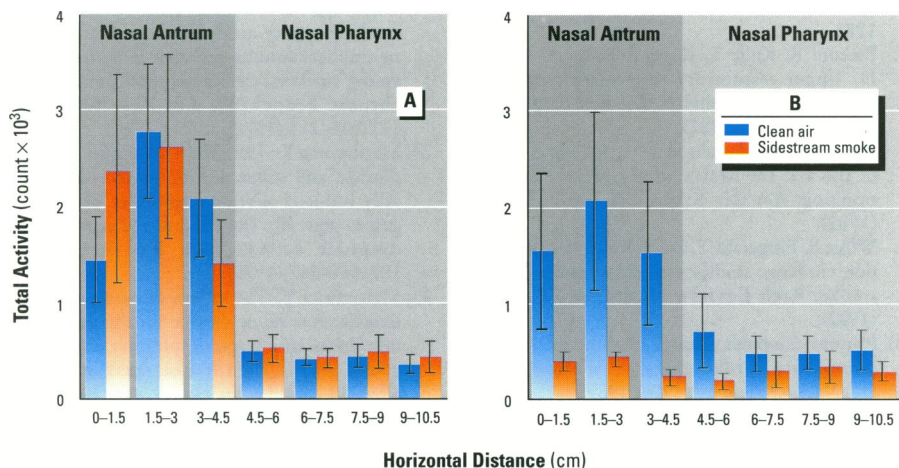 Nasal Antrum Nasal Pharynx
A
4
3
2
1
0
Total Activity (count × 10³)
0–1.5 1.5–3 3–4.5 4.5–6 6–7.5 7.5–9 9–10.5
Nasal Antrum Nasal Pharynx
B
Clean air
Sidestream smoke
4
3
2
1
0
0–1.5 1.5–3 3–4.5 4.5–6 6–7.5 7.5–9 9–10.5
Horizontal Distance (cm)